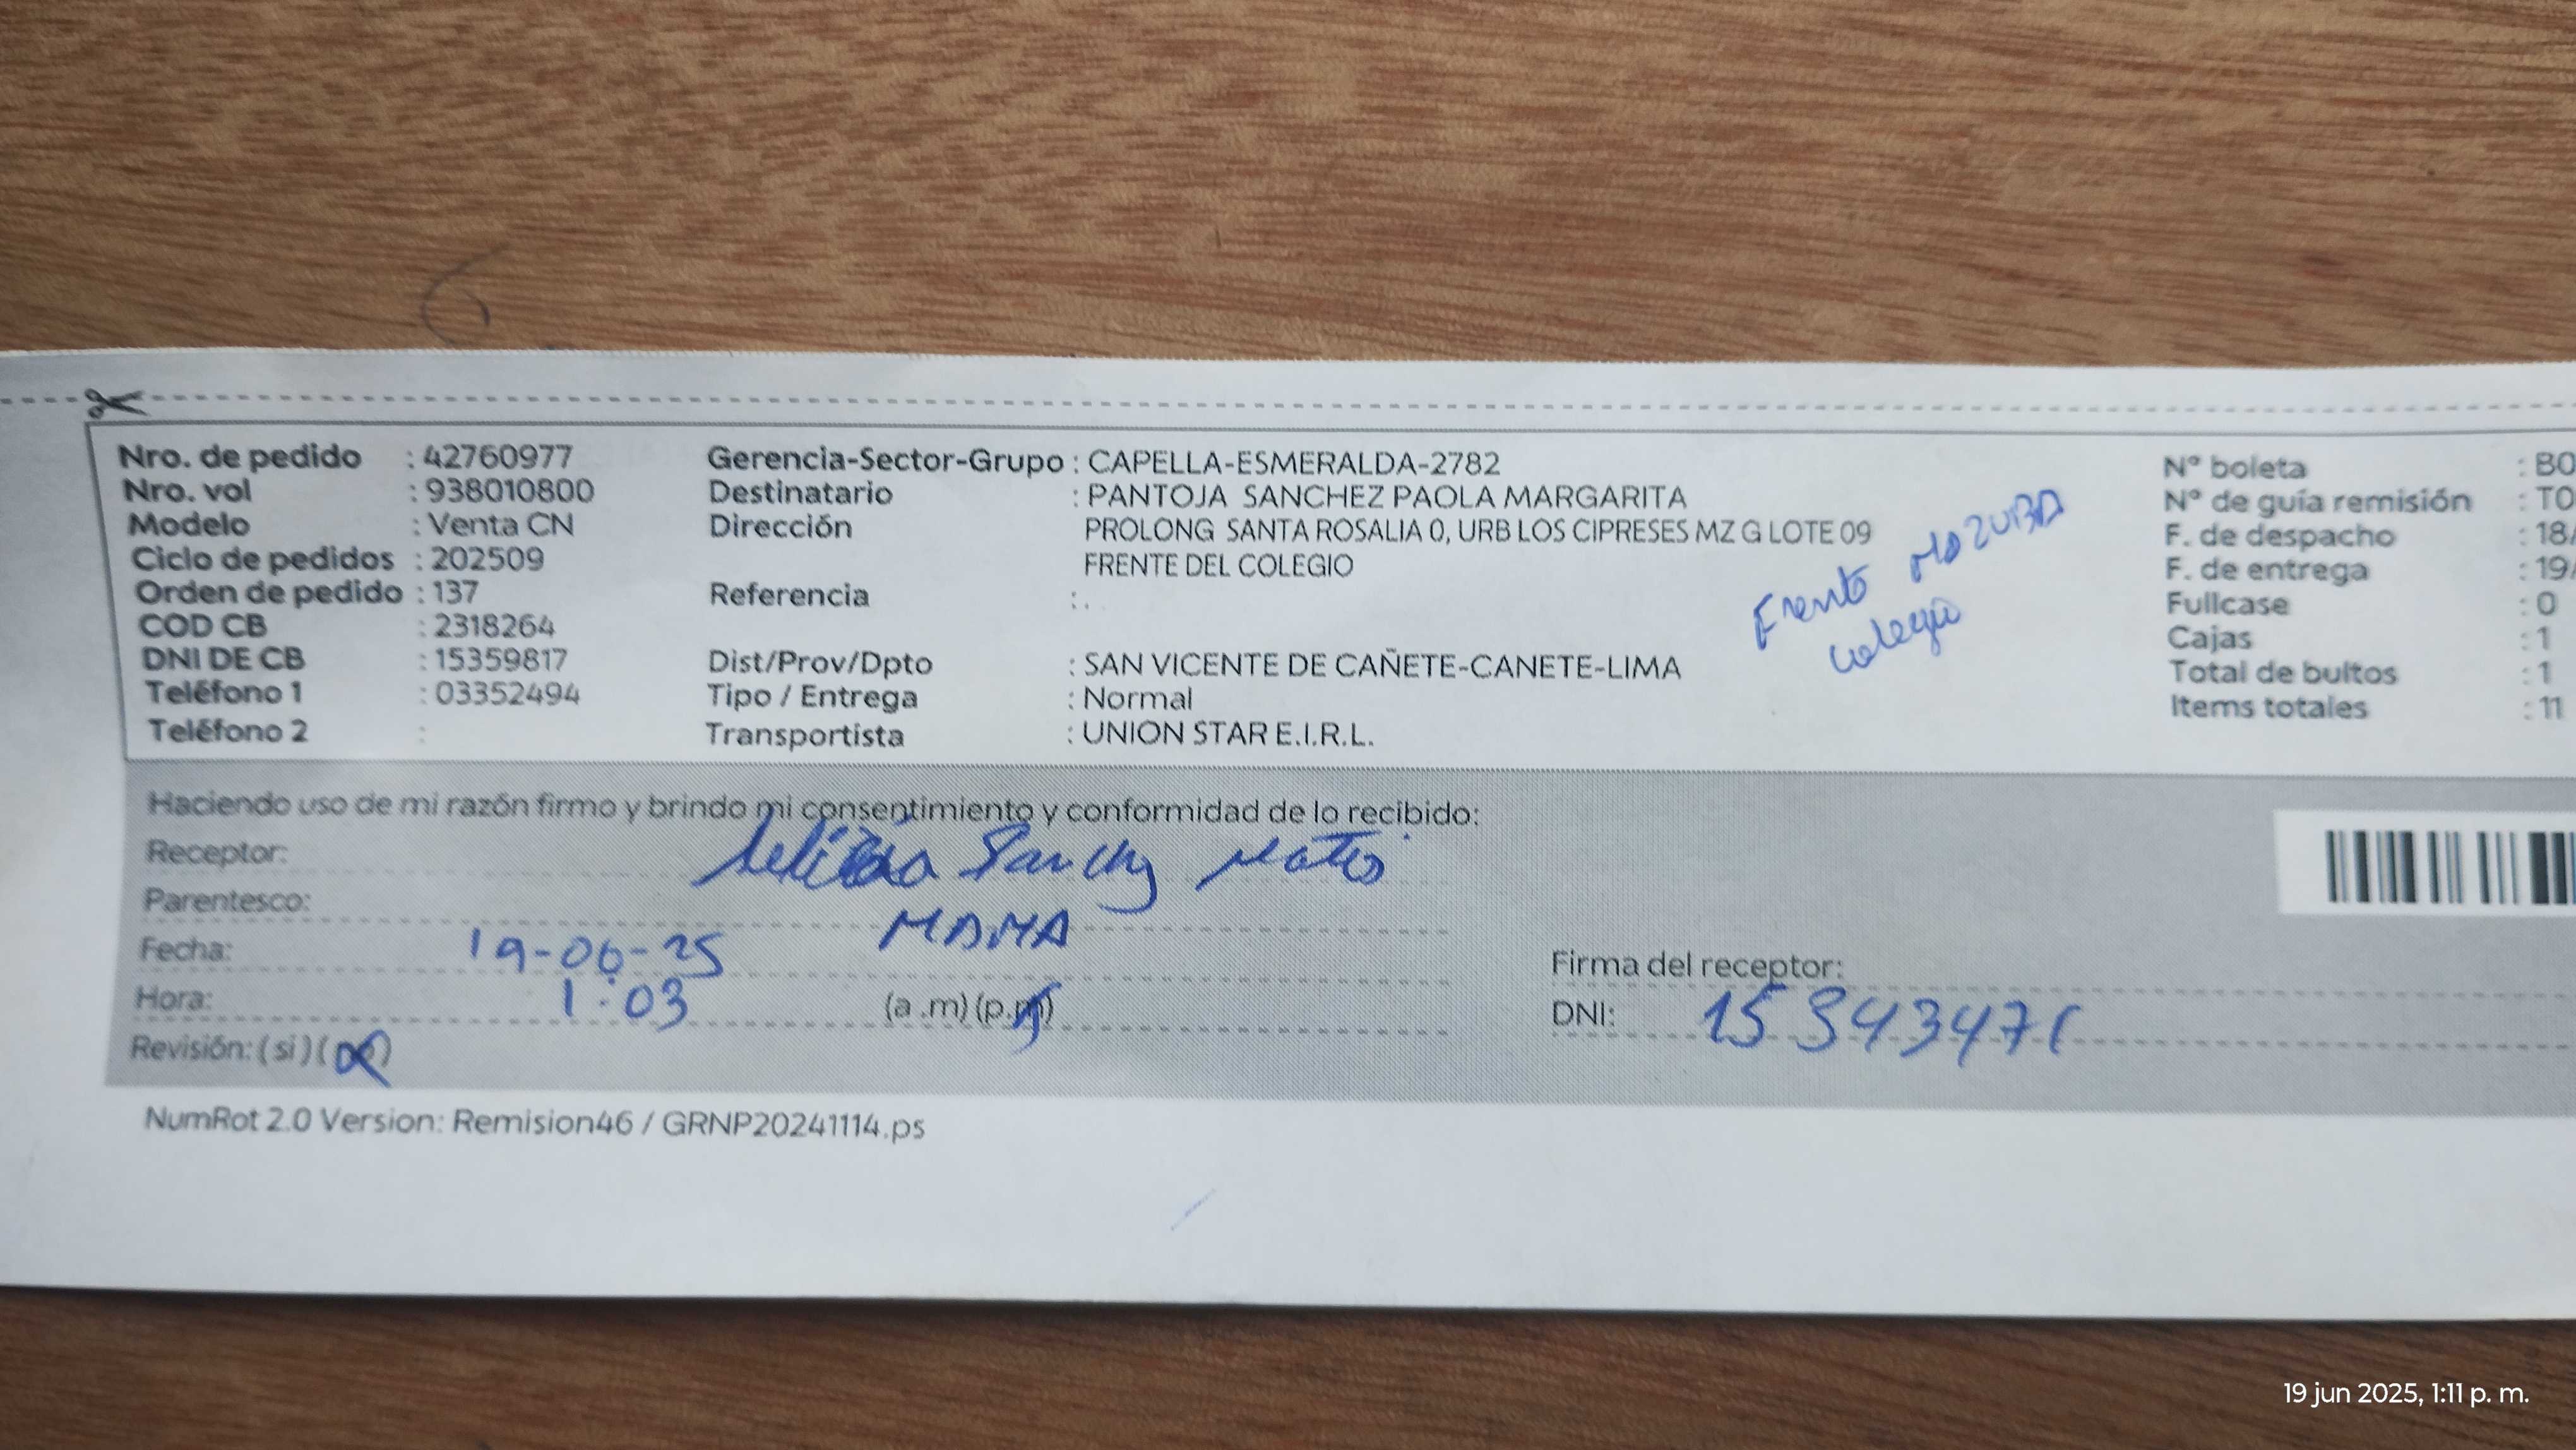 Nro. de pedido : 42760977
Nro. vol : 938010800
Modelo : Venta CN
Ciclo de pedidos : 202509
Orden de pedido : 137
COD CB : 2318264
DNI DE CB : 15359817
Teléfono 1 : 03352494
Teléfono 2 :
Gerencia-Sector-Grupo : CAPELLA-ESMERALDA-2782
Destinatario : PANTOJA SANCHEZ PAOLA MARGARITA
Dirección PROLONG SANTA ROSALIA 0, URB LOS CIPRESES MZ G LOTE 09
FRENTE DEL COLEGIO
Referencia : .
Dist/Prov/Dpto : SAN VICENTE DE CAÑETE-CANETE-LIMA
Tipo / Entrega : Normal
Transportista : UNION STAR E.I.R.L.
Frente
colegio
N° boleta : B0
N° de guía remisión : T0
F. de despacho : 18/
F. de entrega : 19/
Fullcase : 0
Cajas : 1
Total de bultos : 1
Items totales : 11
Haciendo uso de mi razón firmo y brindo mi consentimiento y conformidad de lo recibido:
Receptor:
Parentesco: MAMA
Fecha: 19-06-25
Hora: 1:03 (a .m) (p.m)
Revisión: ( si ) ( )
Firma del receptor:
DNI: 15343471
NumRot 2.0 Version: Remision46 / GRNP20241114.ps
19 jun 2025, 1:11 p. m.